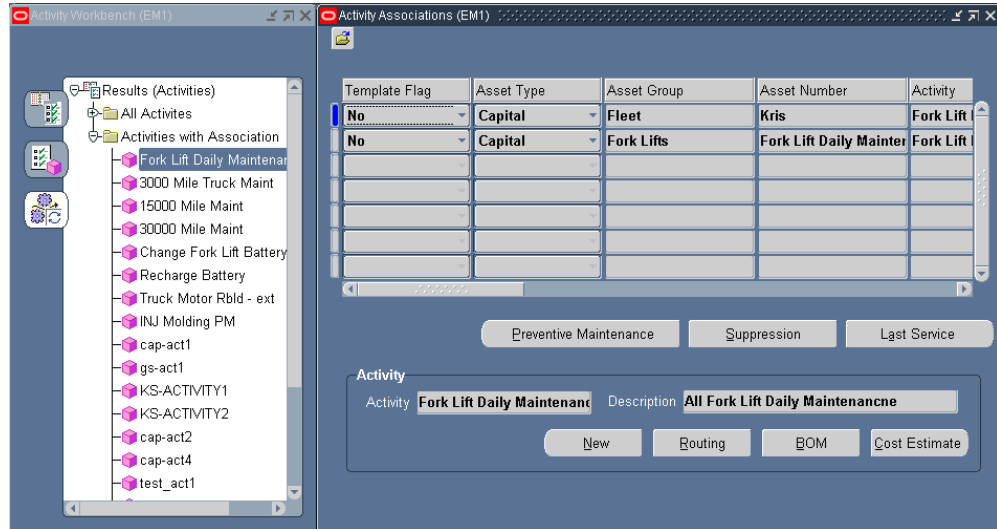 Activity Workbench (EM1)
Results (Activities)
All Activites
Activities with Association
Fork Lift Daily Maintenan
3000 Mile Truck Maint
15000 Mile Maint
30000 Mile Maint
Change Fork Lift Battery
Recharge Battery
Truck Motor Rbld - ext
INJ Molding PM
cap-act1
gs-act1
KS-ACTIVITY1
KS-ACTIVITY2
cap-act2
cap-act4
test_act1
Activity Associations (EM1)
Template Flag Asset Type Asset Group Asset Number Activity
No Capital Fleet Kris Fork Lift
No Capital Fork Lifts Fork Lift Daily Mainten Fork Lift
Preventive Maintenance Suppression Last Service
Activity
Activity Fork Lift Daily Maintenanc Description All Fork Lift Daily Maintenancne
New Routing BOM Cost Estimate